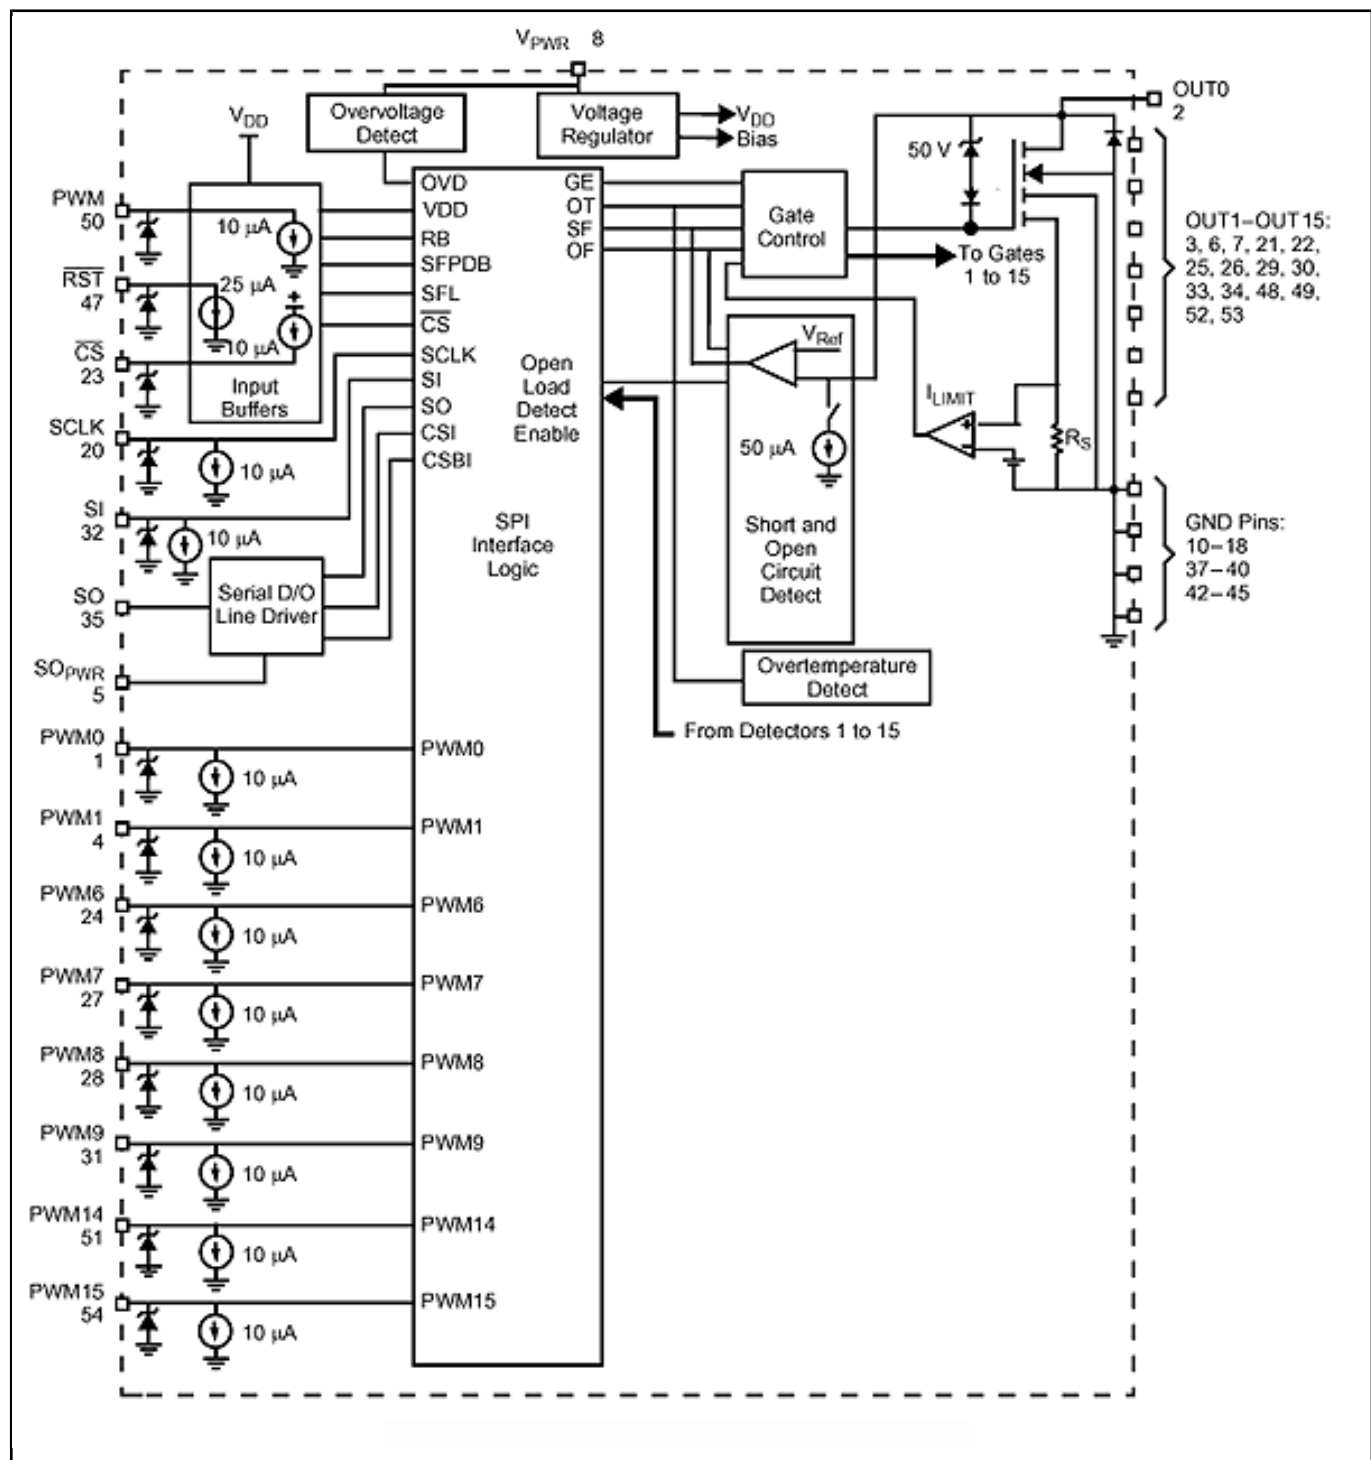 V_PWR 8
OUT0
2
Overvoltage
Detect
Voltage
Regulator
V_DD
Bias
V_DD
50 V
PWM
50
10 µA
RST
47
25 µA
CS
23
10 µA
Input
Buffers
SCLK
20
10 µA
SI
32
10 µA
SO
35
Serial D/O
Line Driver
SO_PWR
5
OVD
VDD
RB
SFPDB
SFL
CS
SCLK
SI
SO
CSI
CSBI
GE
OT
SF
OF
Open
Load
Detect
Enable
SPI
Interface
Logic
Gate
Control
To Gates
1 to 15
V_Ref
50 µA
Short and
Open
Circuit
Detect
I_LIMIT
+
–
R_S
Overtemperature
Detect
From Detectors 1 to 15
OUT1–OUT15:
3, 6, 7, 21, 22,
25, 26, 29, 30,
33, 34, 48, 49,
52, 53
GND Pins:
10–18
37–40
42–45
PWM0
1
10 µA
PWM0
PWM1
4
10 µA
PWM1
PWM6
24
10 µA
PWM6
PWM7
27
10 µA
PWM7
PWM8
28
10 µA
PWM8
PWM9
31
10 µA
PWM9
PWM14
51
10 µA
PWM14
PWM15
54
10 µA
PWM15